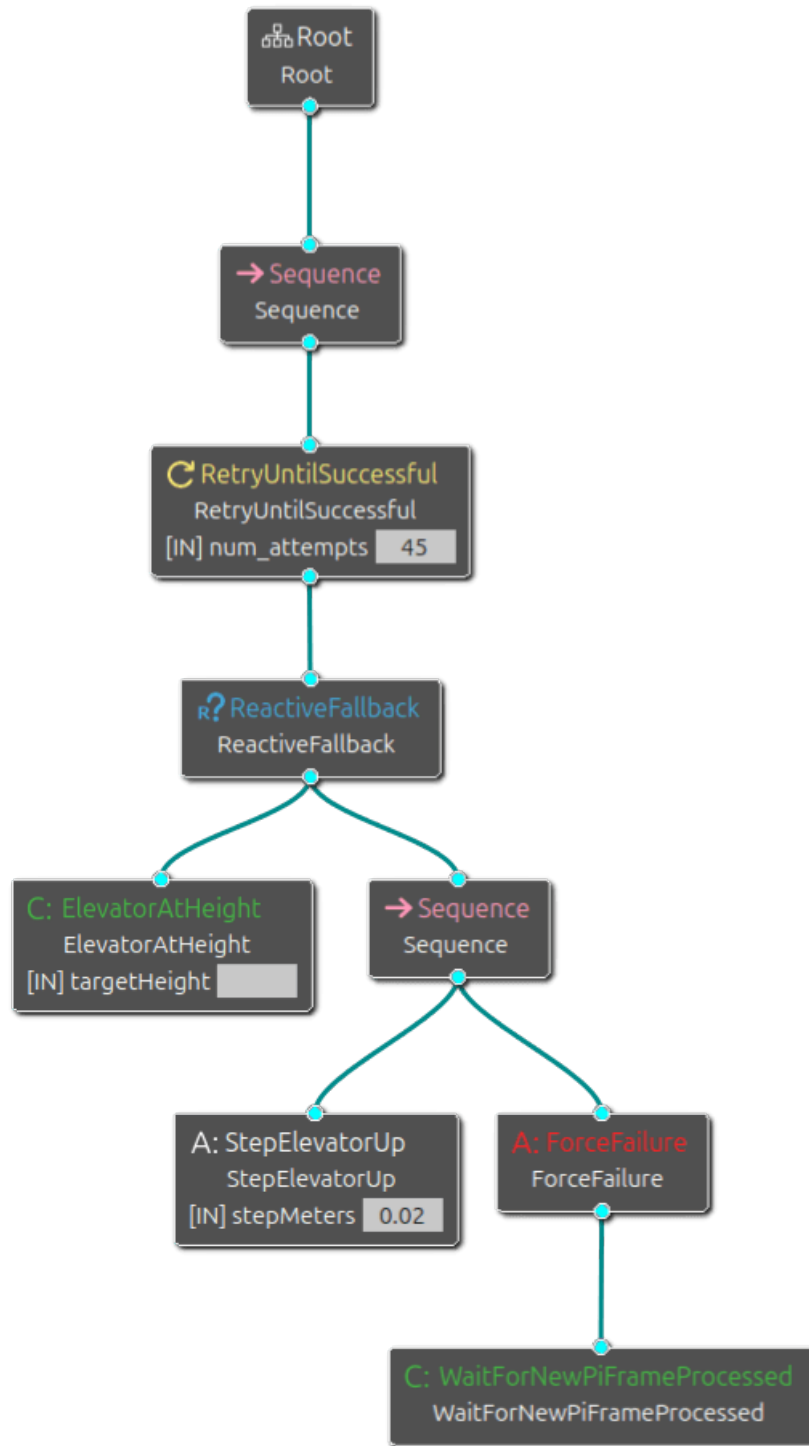 Root
Root
Sequence
Sequence
RetryUntilSuccessful
RetryUntilSuccessful
[IN] num_attempts 45
R?ReactiveFallback
ReactiveFallback
C: ElevatorAtHeight
ElevatorAtHeight
[IN] targetHeight
Sequence
Sequence
A: StepElevatorUp
StepElevatorUp
[IN] stepMeters 0.02
A: ForceFailure
ForceFailure
C: WaitForNewPiFrameProcessed
WaitForNewPiFrameProcessed